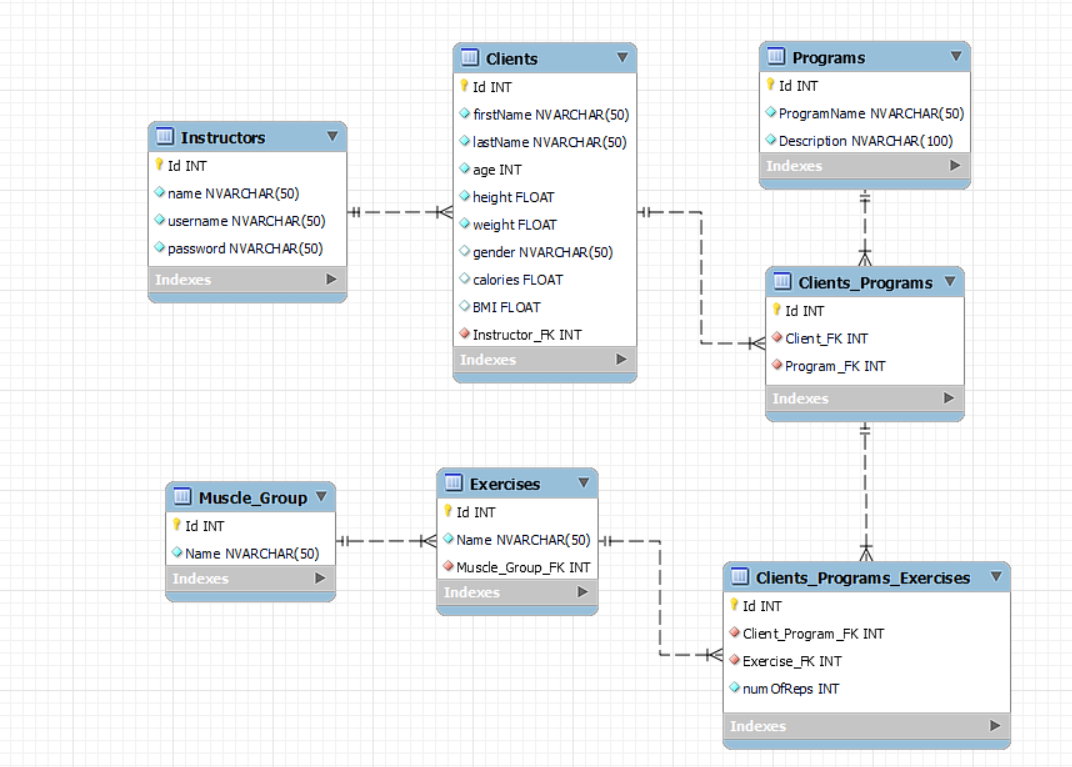 Instructors
Id INT
name NVARCHAR(50)
username NVARCHAR(50)
password NVARCHAR(50)
Indexes
Clients
Id INT
firstName NVARCHAR(50)
lastName NVARCHAR(50)
age INT
height FLOAT
weight FLOAT
gender NVARCHAR(50)
calories FLOAT
BMI FLOAT
Instructor_FK INT
Indexes
Programs
Id INT
ProgramName NVARCHAR(50)
Description NVARCHAR(100)
Indexes
Clients_Programs
Id INT
Client_FK INT
Program_FK INT
Indexes
Muscle_Group
Id INT
Name NVARCHAR(50)
Indexes
Exercises
Id INT
Name NVARCHAR(50)
Muscle_Group_FK INT
Indexes
Clients_Programs_Exercises
Id INT
Client_Program_FK INT
Exercise_FK INT
numOfReps INT
Indexes